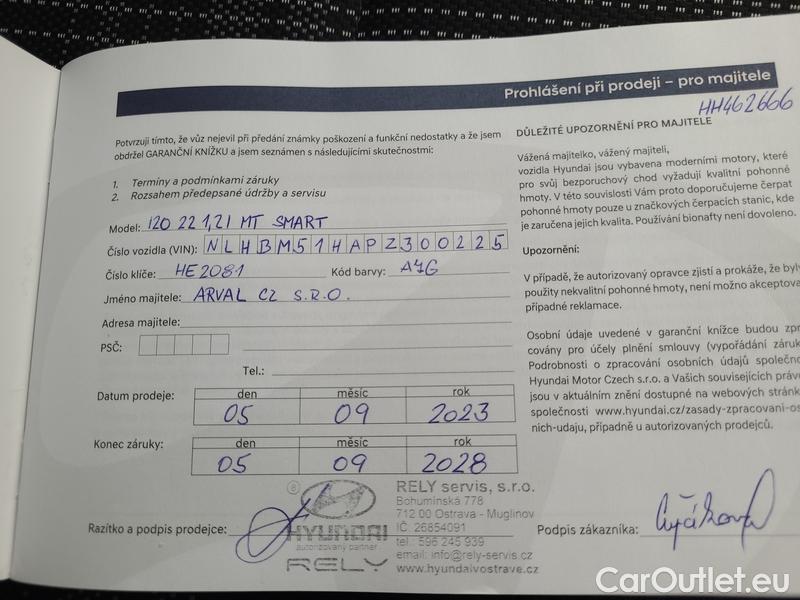 Prohlášení při prodeji – pro majitele
HH462666
Potvrzuji tímto, že vůz nejevil při předání známky poškození a funkční nedostatky a že jsem
obdržel GARANČNÍ KNÍŽKU a jsem seznámen s následujícími skutečnostmi:
1. Termíny a podmínkami záruky
2. Rozsahem předepsané údržby a servisu
Model: I20 22 1,2I MT SMART
Číslo vozidla (VIN): NLHBM51HAPZ300225
Číslo klíče: HE2081 Kód barvy: A7G
Jméno majitele: ARVAL CZ S.R.O.
Adresa majitele:
PSČ:
Tel.:
Datum prodeje: den měsíc rok
05 09 2023
Konec záruky: den měsíc rok
05 09 2028
Razítko a podpis prodejce:
8
HYUNDAI
autorizovaný partner
RELY
RELY servis, s.r.o.
Bohumínská 778
712 00 Ostrava - Muglinov
IČ: 26854091
tel.: 596 245 939
email: info@rely-servis.cz
www.hyundaivostrave.cz
DŮLEŽITÉ UPOZORNĚNÍ PRO MAJITELE
Vážená majitelko, vážený majiteli,
vozidla Hyundai jsou vybavena moderními motory, které
pro svůj bezporuchový chod vyžadují kvalitní pohonné
hmoty. V této souvislosti Vám proto doporučujeme čerpat
pohonné hmoty pouze u značkových čerpacích stanic, kde
je zaručena jejich kvalita. Používání bionafty není dovoleno.
Upozornění:
V případě, že autorizovaný opravce zjistí a prokáže, že byly
použity nekvalitní pohonné hmoty, není možno akceptova
případné reklamace.
Osobní údaje uvedené v garanční knížce budou zpr
covány pro účely plnění smlouvy (vypořádání záruk
Podrobnosti o zpracování osobních údajů společno
Hyundai Motor Czech s.r.o. a Vašich souvisejících práv
jsou v aktuálním znění dostupné na webových stránk
společnosti www.hyundai.cz/zasady-zpracovani-os
nich-udaju, případně u autorizovaných prodejců.
Podpis zákazníka:
CarOutlet.eu